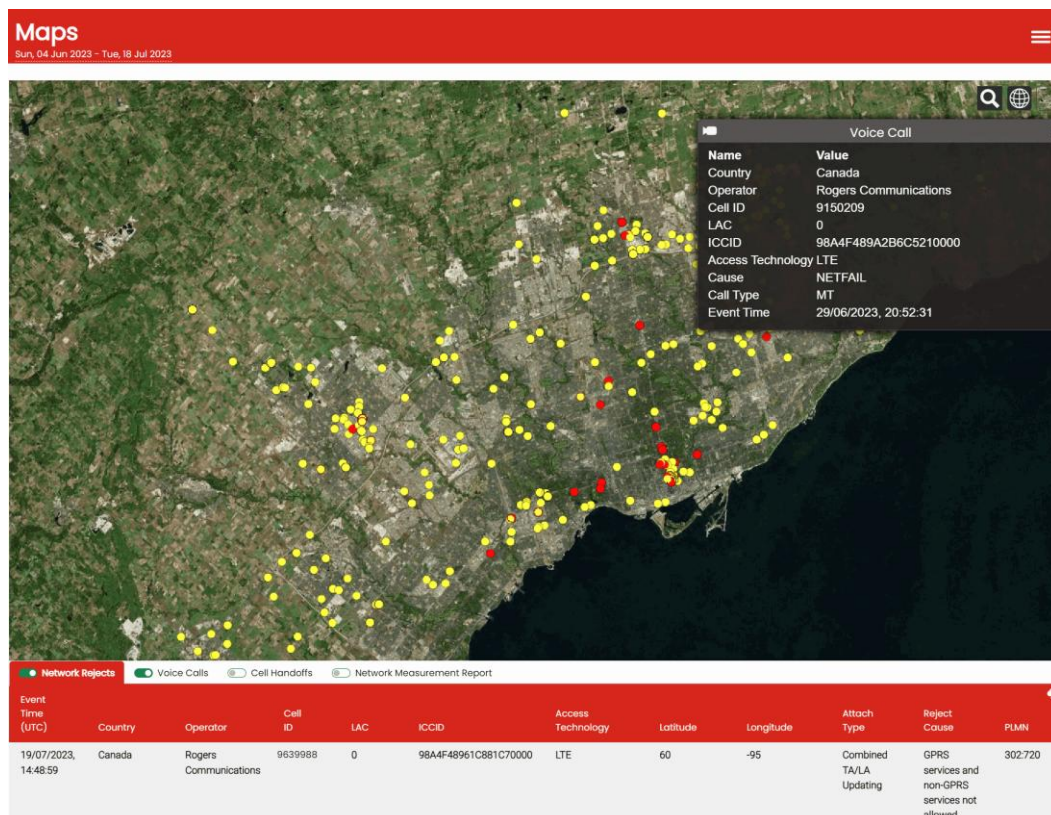 Maps
Sun, 04 Jun 2023 - Tue, 18 Jul 2023
Voice Call
Name Value
Country Canada
Operator Rogers Communications
Cell ID 9150209
LAC 0
ICCID 98A4F489A2B6C5210000
Access Technology LTE
Cause NETFAIL
Call Type MT
Event Time 29/06/2023, 20:52:31
Network Rejects Voice Calls Cell Handoffs Network Measurement Report
Event
Time
(UTC) Country Operator Cell
ID LAC ICCID Access
Technology Latitude Longitude Attach
Type Reject
Cause PLMN
19/07/2023, Canada Rogers 9639988 0 98A4F48961C881C70000 LTE 60 -95 Combined GPRS 302:720
14:48:59 Communications TA/LA services and
Updating non-GPRS
services not
allowed